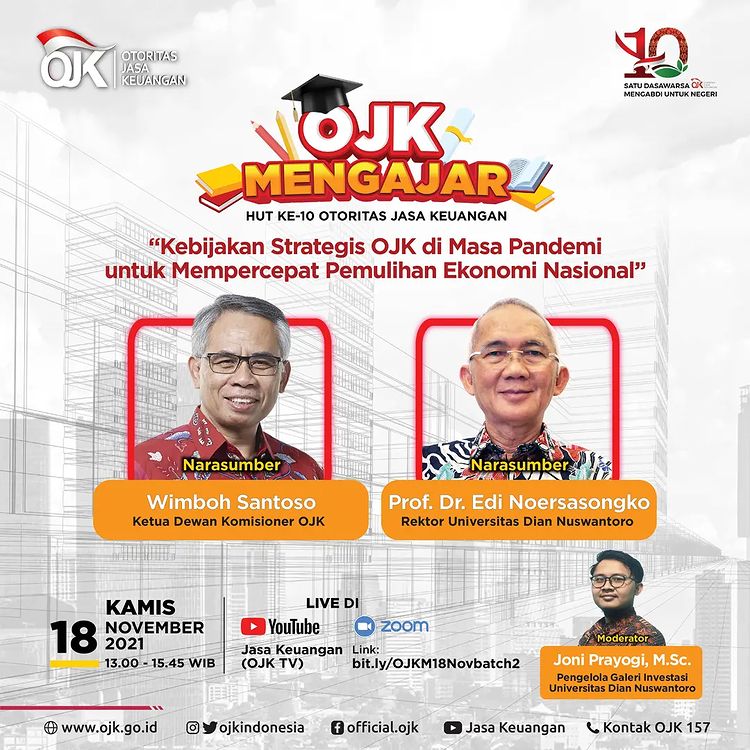 OJK
OTORITAS
JASA
KEUANGAN
10
SATU DASAWARSA OJK
MENGABDI UNTUK NEGERI
OJK
MENGAJAR
HUT KE-10 OTORITAS JASA KEUANGAN
“Kebijakan Strategis OJK di Masa Pandemi
untuk Mempercepat Pemulihan Ekonomi Nasional”
Narasumber
Wimboh Santoso
Ketua Dewan Komisioner OJK
Narasumber
Prof. Dr. Edi Noersasongko
Rektor Universitas Dian Nuswantoro
Moderator
Joni Prayogi, M.Sc.
Pengelola Galeri Investasi
Universitas Dian Nuswantoro
18
KAMIS
NOVEMBER
2021
13.00 - 15.45 WIB
LIVE DI
YouTube
Jasa Keuangan
(OJK TV)
zoom
Link:
bit.ly/OJKM18Novbatch2
www.ojk.go.id
ojkindonesia
official.ojk
Jasa Keuangan
Kontak OJK 157